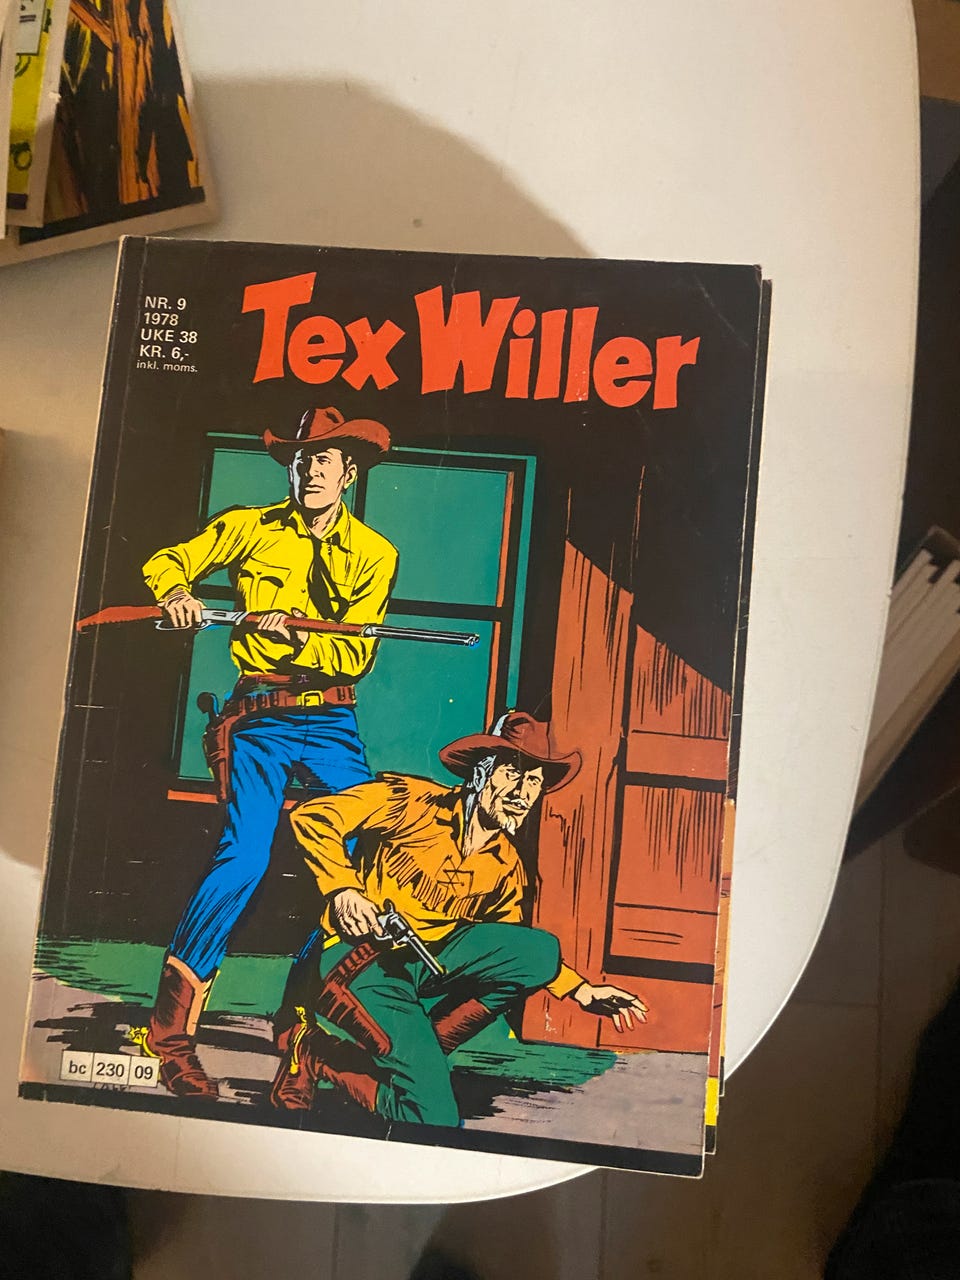 NR. 9
1978
UKE 38
KR. 6,-
inkl. moms.
Tex Willer
bc 230 09